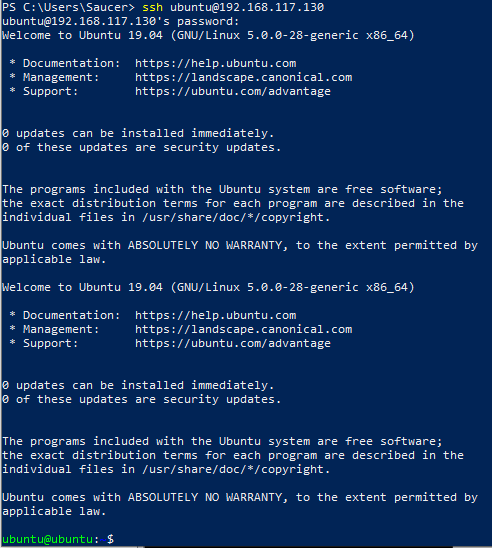 PS C:\Users\Saucer> ssh ubuntu@192.168.117.130
ubuntu@192.168.117.130's password:
Welcome to Ubuntu 19.04 (GNU/Linux 5.0.0-28-generic x86_64)
* Documentation:  https://help.ubuntu.com
* Management:     https://landscape.canonical.com
* Support:        https://ubuntu.com/advantage
0 updates can be installed immediately.
0 of these updates are security updates.
The programs included with the Ubuntu system are free software;
the exact distribution terms for each program are described in the
individual files in /usr/share/doc/*/copyright.
Ubuntu comes with ABSOLUTELY NO WARRANTY, to the extent permitted by
applicable law.
Welcome to Ubuntu 19.04 (GNU/Linux 5.0.0-28-generic x86_64)
* Documentation:  https://help.ubuntu.com
* Management:     https://landscape.canonical.com
* Support:        https://ubuntu.com/advantage
0 updates can be installed immediately.
0 of these updates are security updates.
The programs included with the Ubuntu system are free software;
the exact distribution terms for each program are described in the
individual files in /usr/share/doc/*/copyright.
Ubuntu comes with ABSOLUTELY NO WARRANTY, to the extent permitted by
applicable law.
ubuntu@ubuntu: $